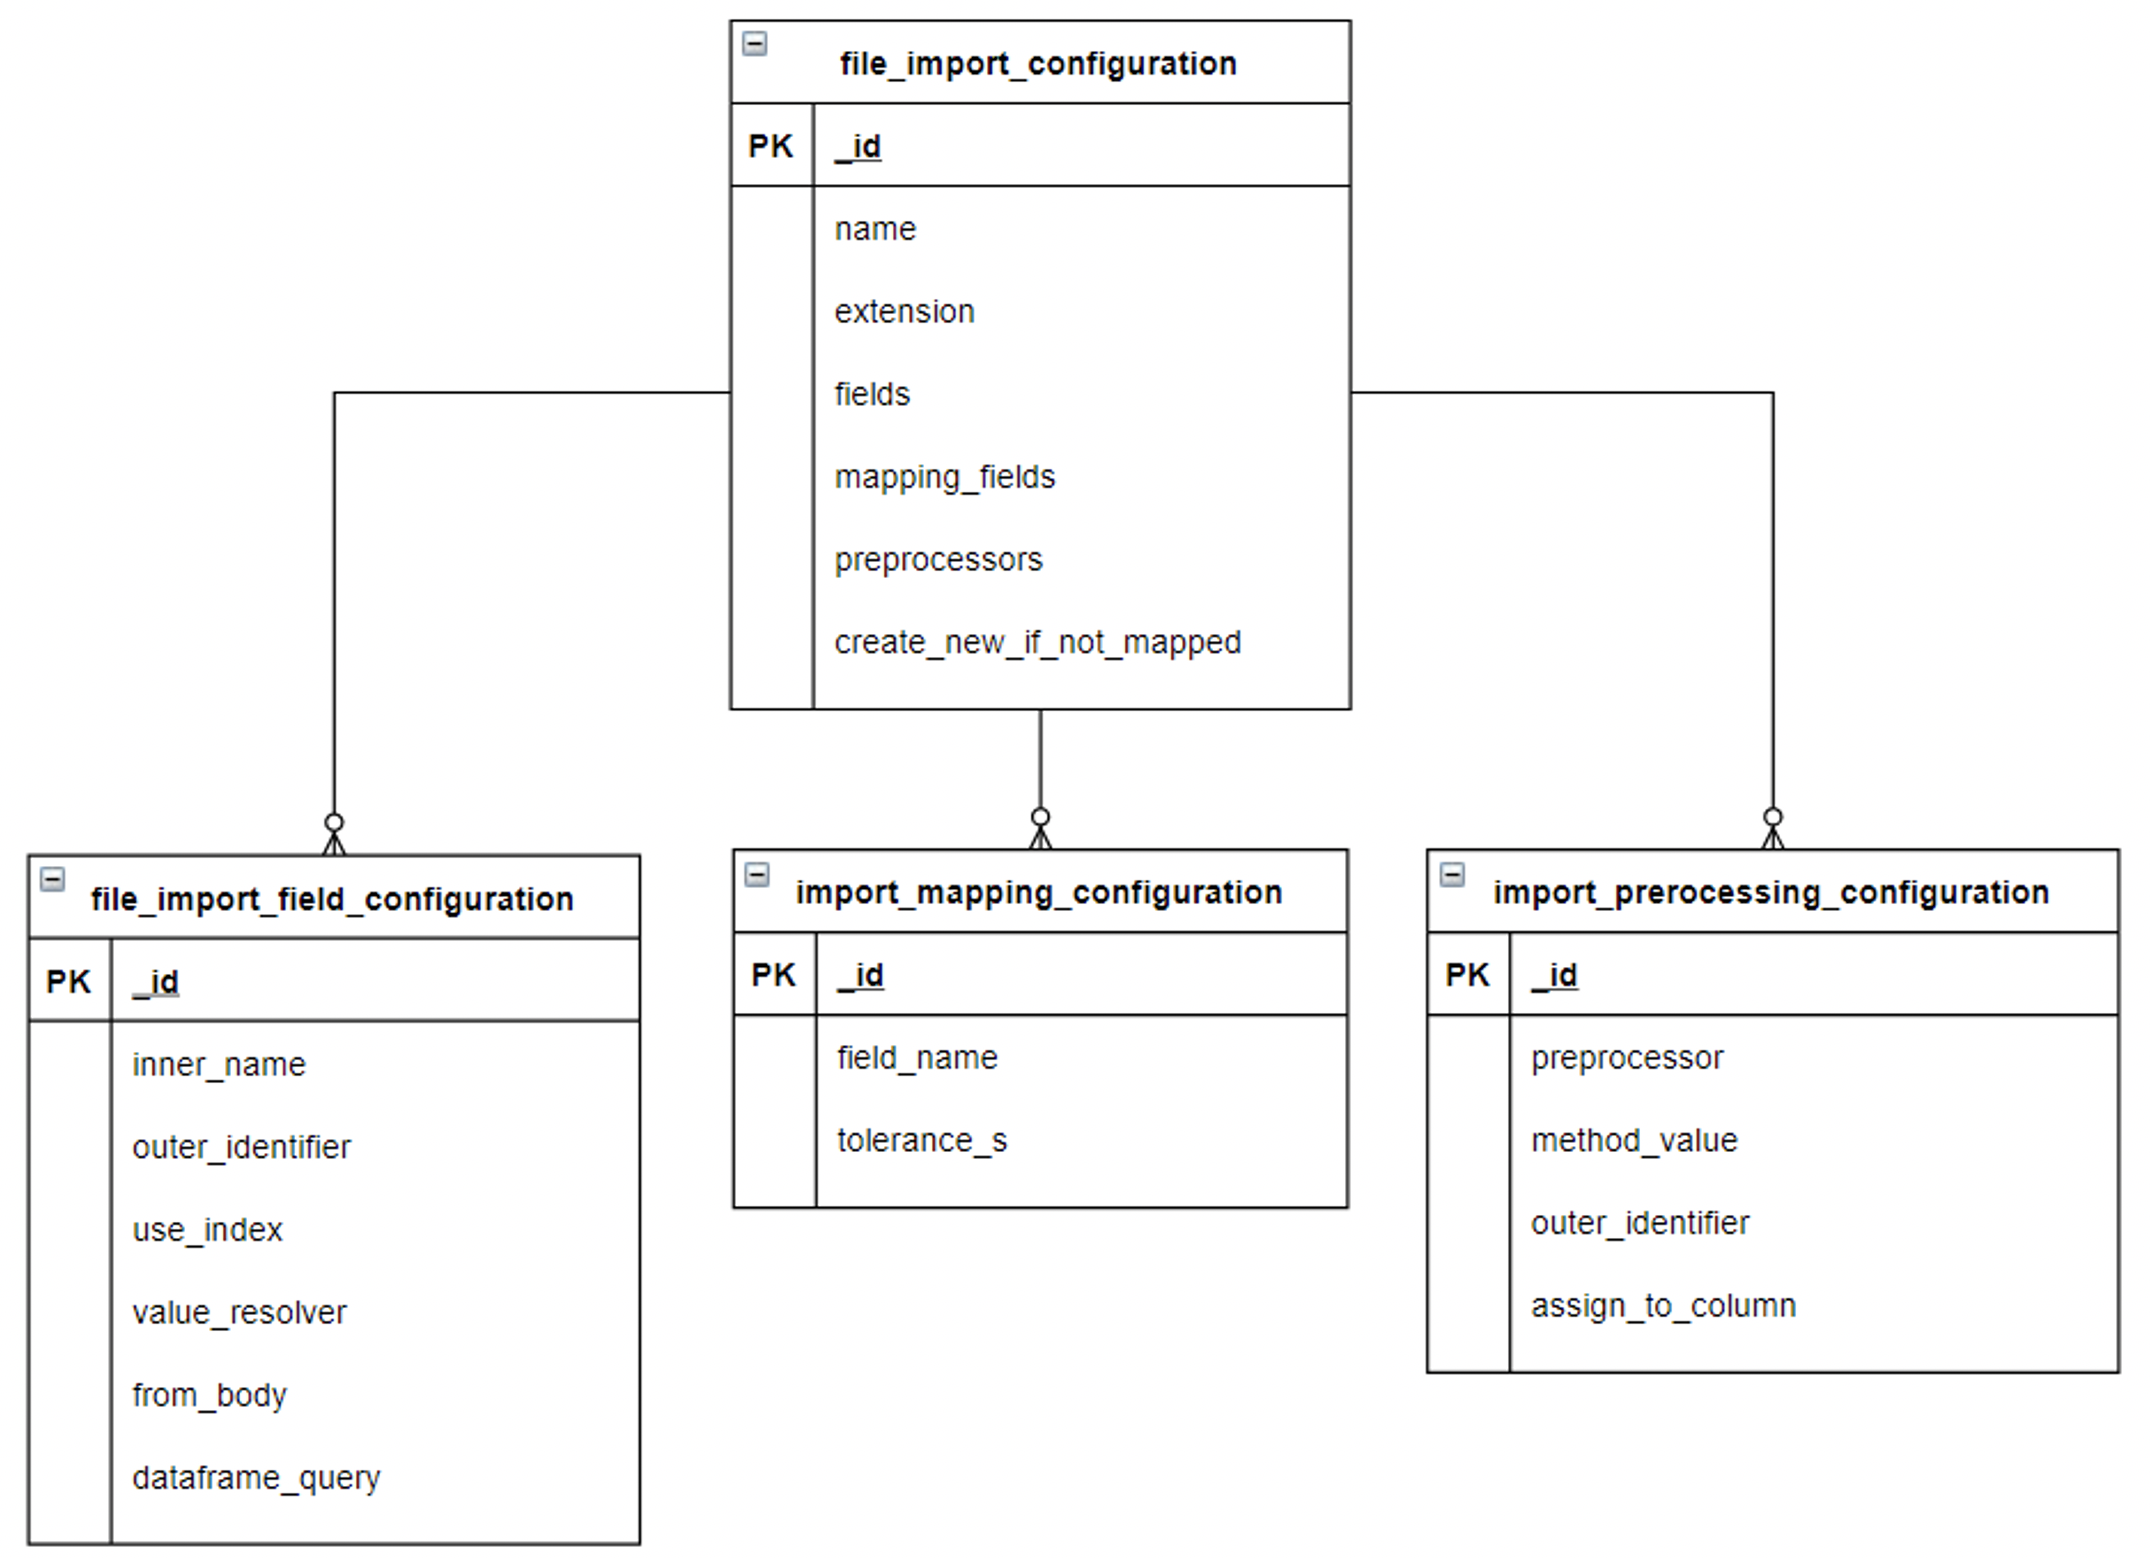 file_import_configuration
PK _id
name
extension
fields
mapping_fields
preprocessors
create_new_if_not_mapped
file_import_field_configuration
PK _id
inner_name
outer_identifier
use_index
value_resolver
from_body
dataframe_query
import_mapping_configuration
PK _id
field_name
tolerance_s
import_prerocessing_configuration
PK _id
preprocessor
method_value
outer_identifier
assign_to_column